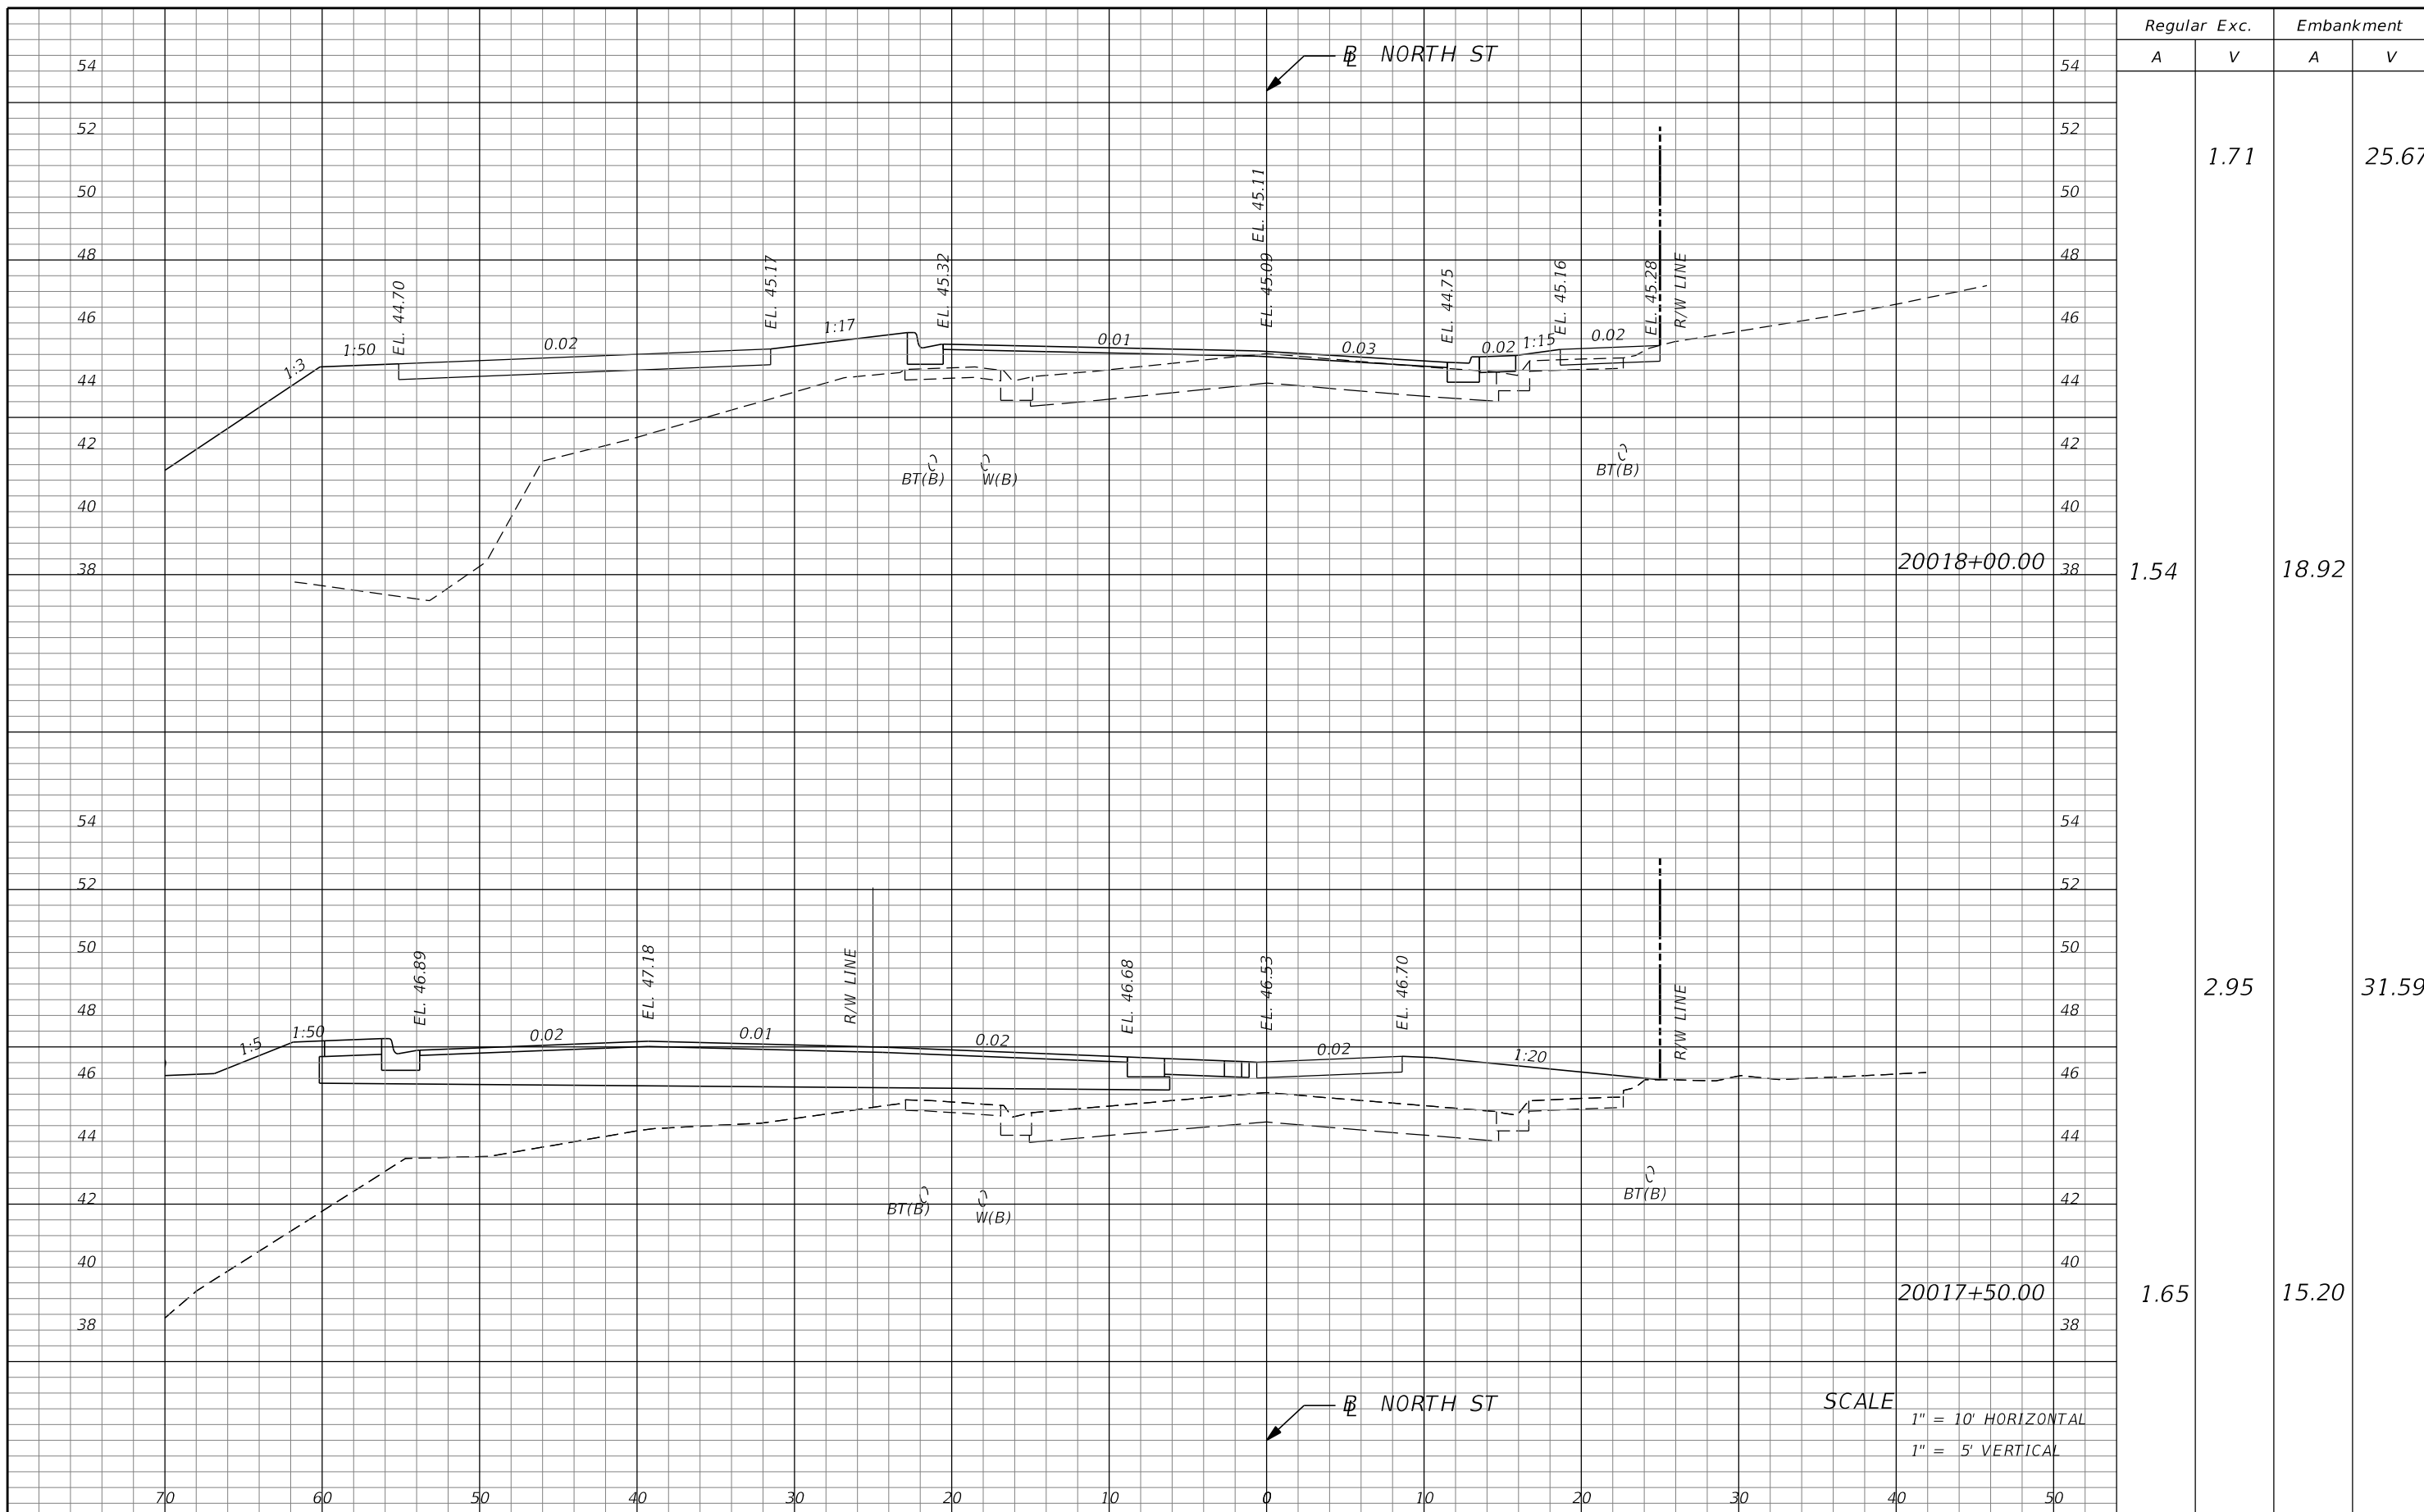 Regular Exc. Embankment
A V A V
BL NORTH ST
54 54
52 52
1.71 25.67
50 50
EL. 45.11
48 48
EL. 44.70 EL. 45.17 EL. 45.32 EL. 45.09 EL. 44.75 EL. 45.16 EL. 45.28 R/W LINE
46 46
1:3 1:50 0.02 1:17 0.01 0.03 0.02 1:15 0.02
44 44
42 42
BT(B) W(B) BT(B)
40 40
38 20018+00.00 38 1.54 18.92
54 54
52 52
50 50
EL. 46.89 EL. 47.18 R/W LINE EL. 46.68 EL. 46.53 EL. 46.70 R/W LINE
2.95 31.59
48 48
1:5 1:50 0.02 0.01 0.02 0.02 1:20
46 46
44 44
42 42
BT(B) W(B) BT(B)
40 40
20017+50.00 1.65 15.20
38 38
BL NORTH ST
SCALE
1" = 10' HORIZONTAL
1" = 5' VERTICAL
70 60 50 40 30 20 10 0 10 20 30 40 50